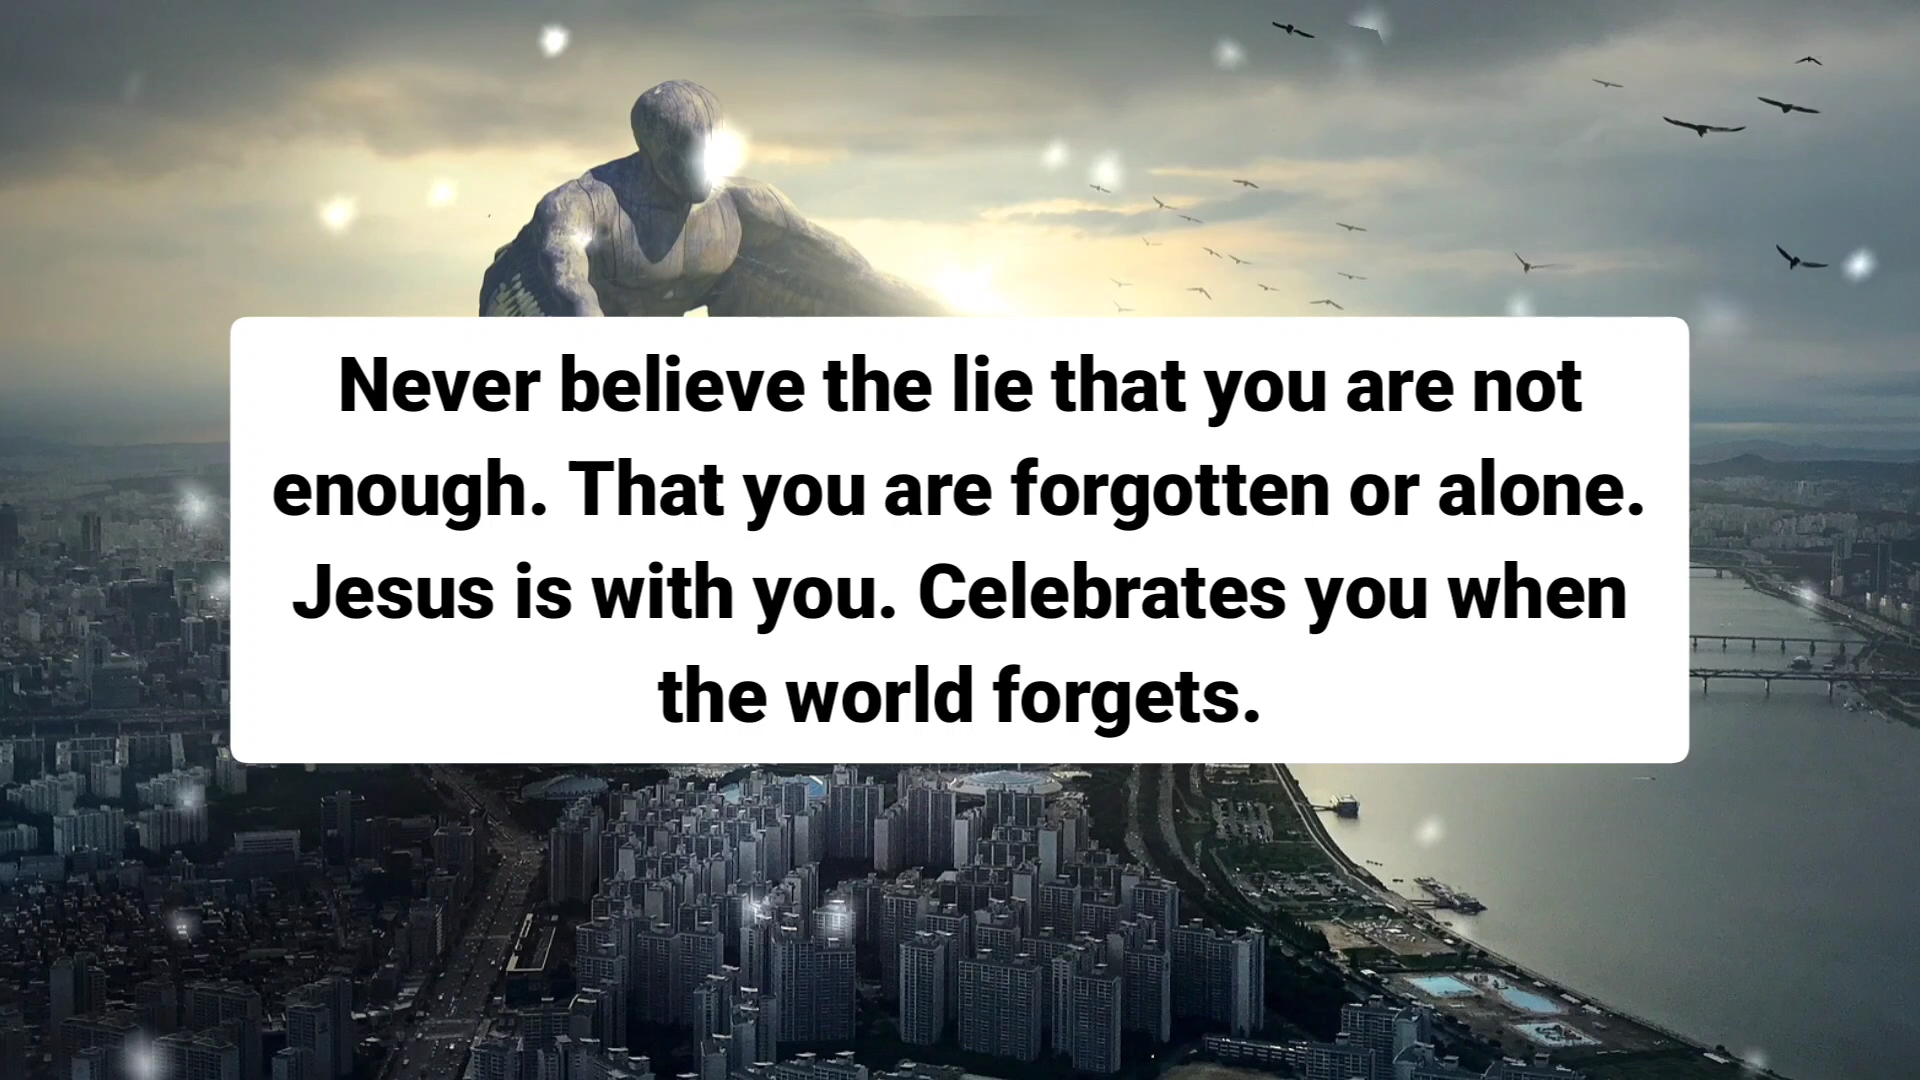 Never believe the lie that you are not
enough. That you are forgotten or alone.
Jesus is with you. Celebrates you when
the world forgets.